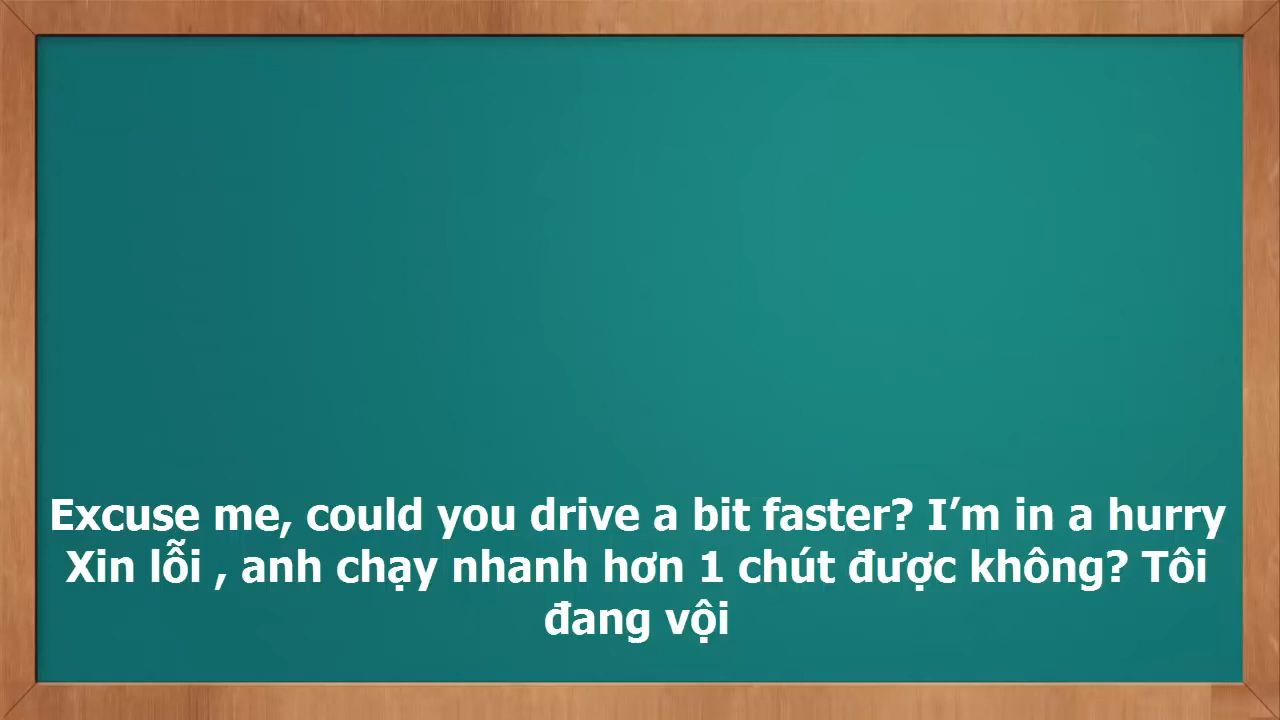 Excuse me, could you drive a bit faster? I’m in a hurry
Xin lỗi , anh chạy nhanh hơn 1 chút được không? Tôi
đang vội